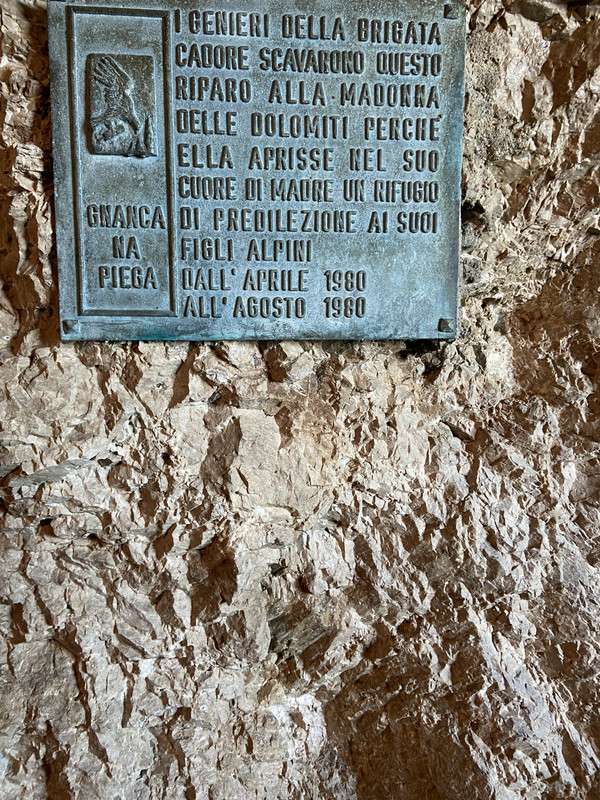 I GENIERI DELLA BRIGATA
CADORE SCAVARONO QUESTO
RIPARO ALLA MADONNA
DELLE DOLOMITI PERCHE'
ELLA APRISSE NEL SUO
CUORE DI MADRE UN RIFUGIO
DI PREDILEZIONE AI SUOI
FIGLI ALPINI
DALL' APRILE 1980
ALL' AGOSTO 1980
GNANCA
NA
PIEGA